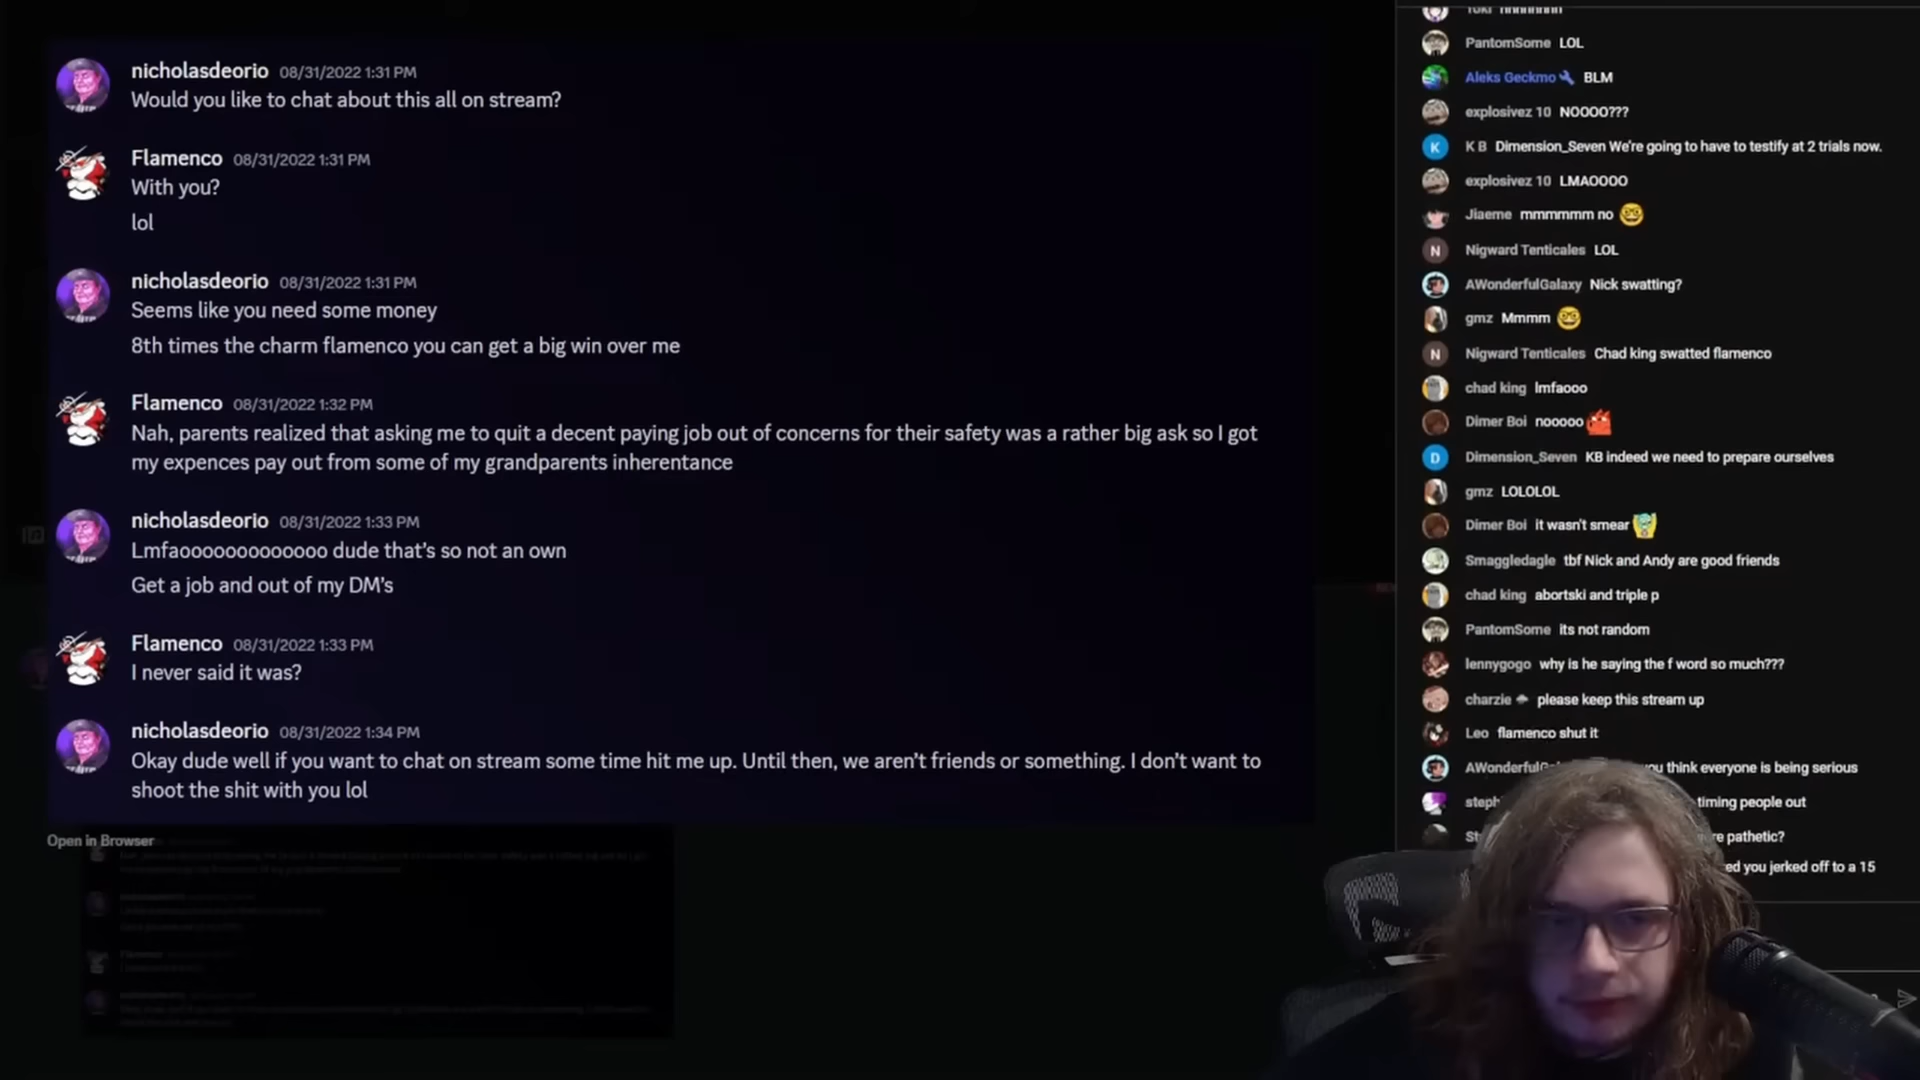 nicholasdeorio 08/31/2022 1:31 PM
Would you like to chat about this all on stream?
Flamenco 08/31/2022 1:31 PM
With you?
lol
nicholasdeorio 08/31/2022 1:31 PM
Seems like you need some money
8th times the charm flamenco you can get a big win over me
Flamenco 08/31/2022 1:32 PM
Nah, parents realized that asking me to quit a decent paying job out of concerns for their safety was a rather big ask so I got
my expences pay out from some of my grandparents inherentance
nicholasdeorio 08/31/2022 1:33 PM
Lmfaooooooooooooo dude that's so not an own
Get a job and out of my DM's
Flamenco 08/31/2022 1:33 PM
I never said it was?
nicholasdeorio 08/31/2022 1:34 PM
Okay dude well if you want to chat on stream some time hit me up. Until then, we aren't friends or something. I don't want to
shoot the shit with you lol
Open in Browser
PantomSome LOL
Aleks Geckmo BLM
explosivez 10 NOOOO???
K
K B Dimension_Seven We're going to have to testify at 2 trials now.
explosivez 10 LMAOOOO
Jiaeme mmmmmm no
N
Nigward Tenticales LOL
AWonderfulGalaxy Nick swatting?
gmz Mmmm
N
Nigward Tenticales Chad king swatted flamenco
chad king lmfaooo
Dimer Boi nooooo
D
Dimension_Seven KB indeed we need to prepare ourselves
gmz LOLOLOL
Dimer Boi it wasn't smear
Smaggledagle tbf Nick and Andy are good friends
chad king abortski and triple p
PantomSome its not random
lennygogo why is he saying the f word so much???
charzie please keep this stream up
Leo flamenco shut it
AWonderfulG you think everyone is being serious
steph timing people out
St re pathetic?
ed you jerked off to a 15